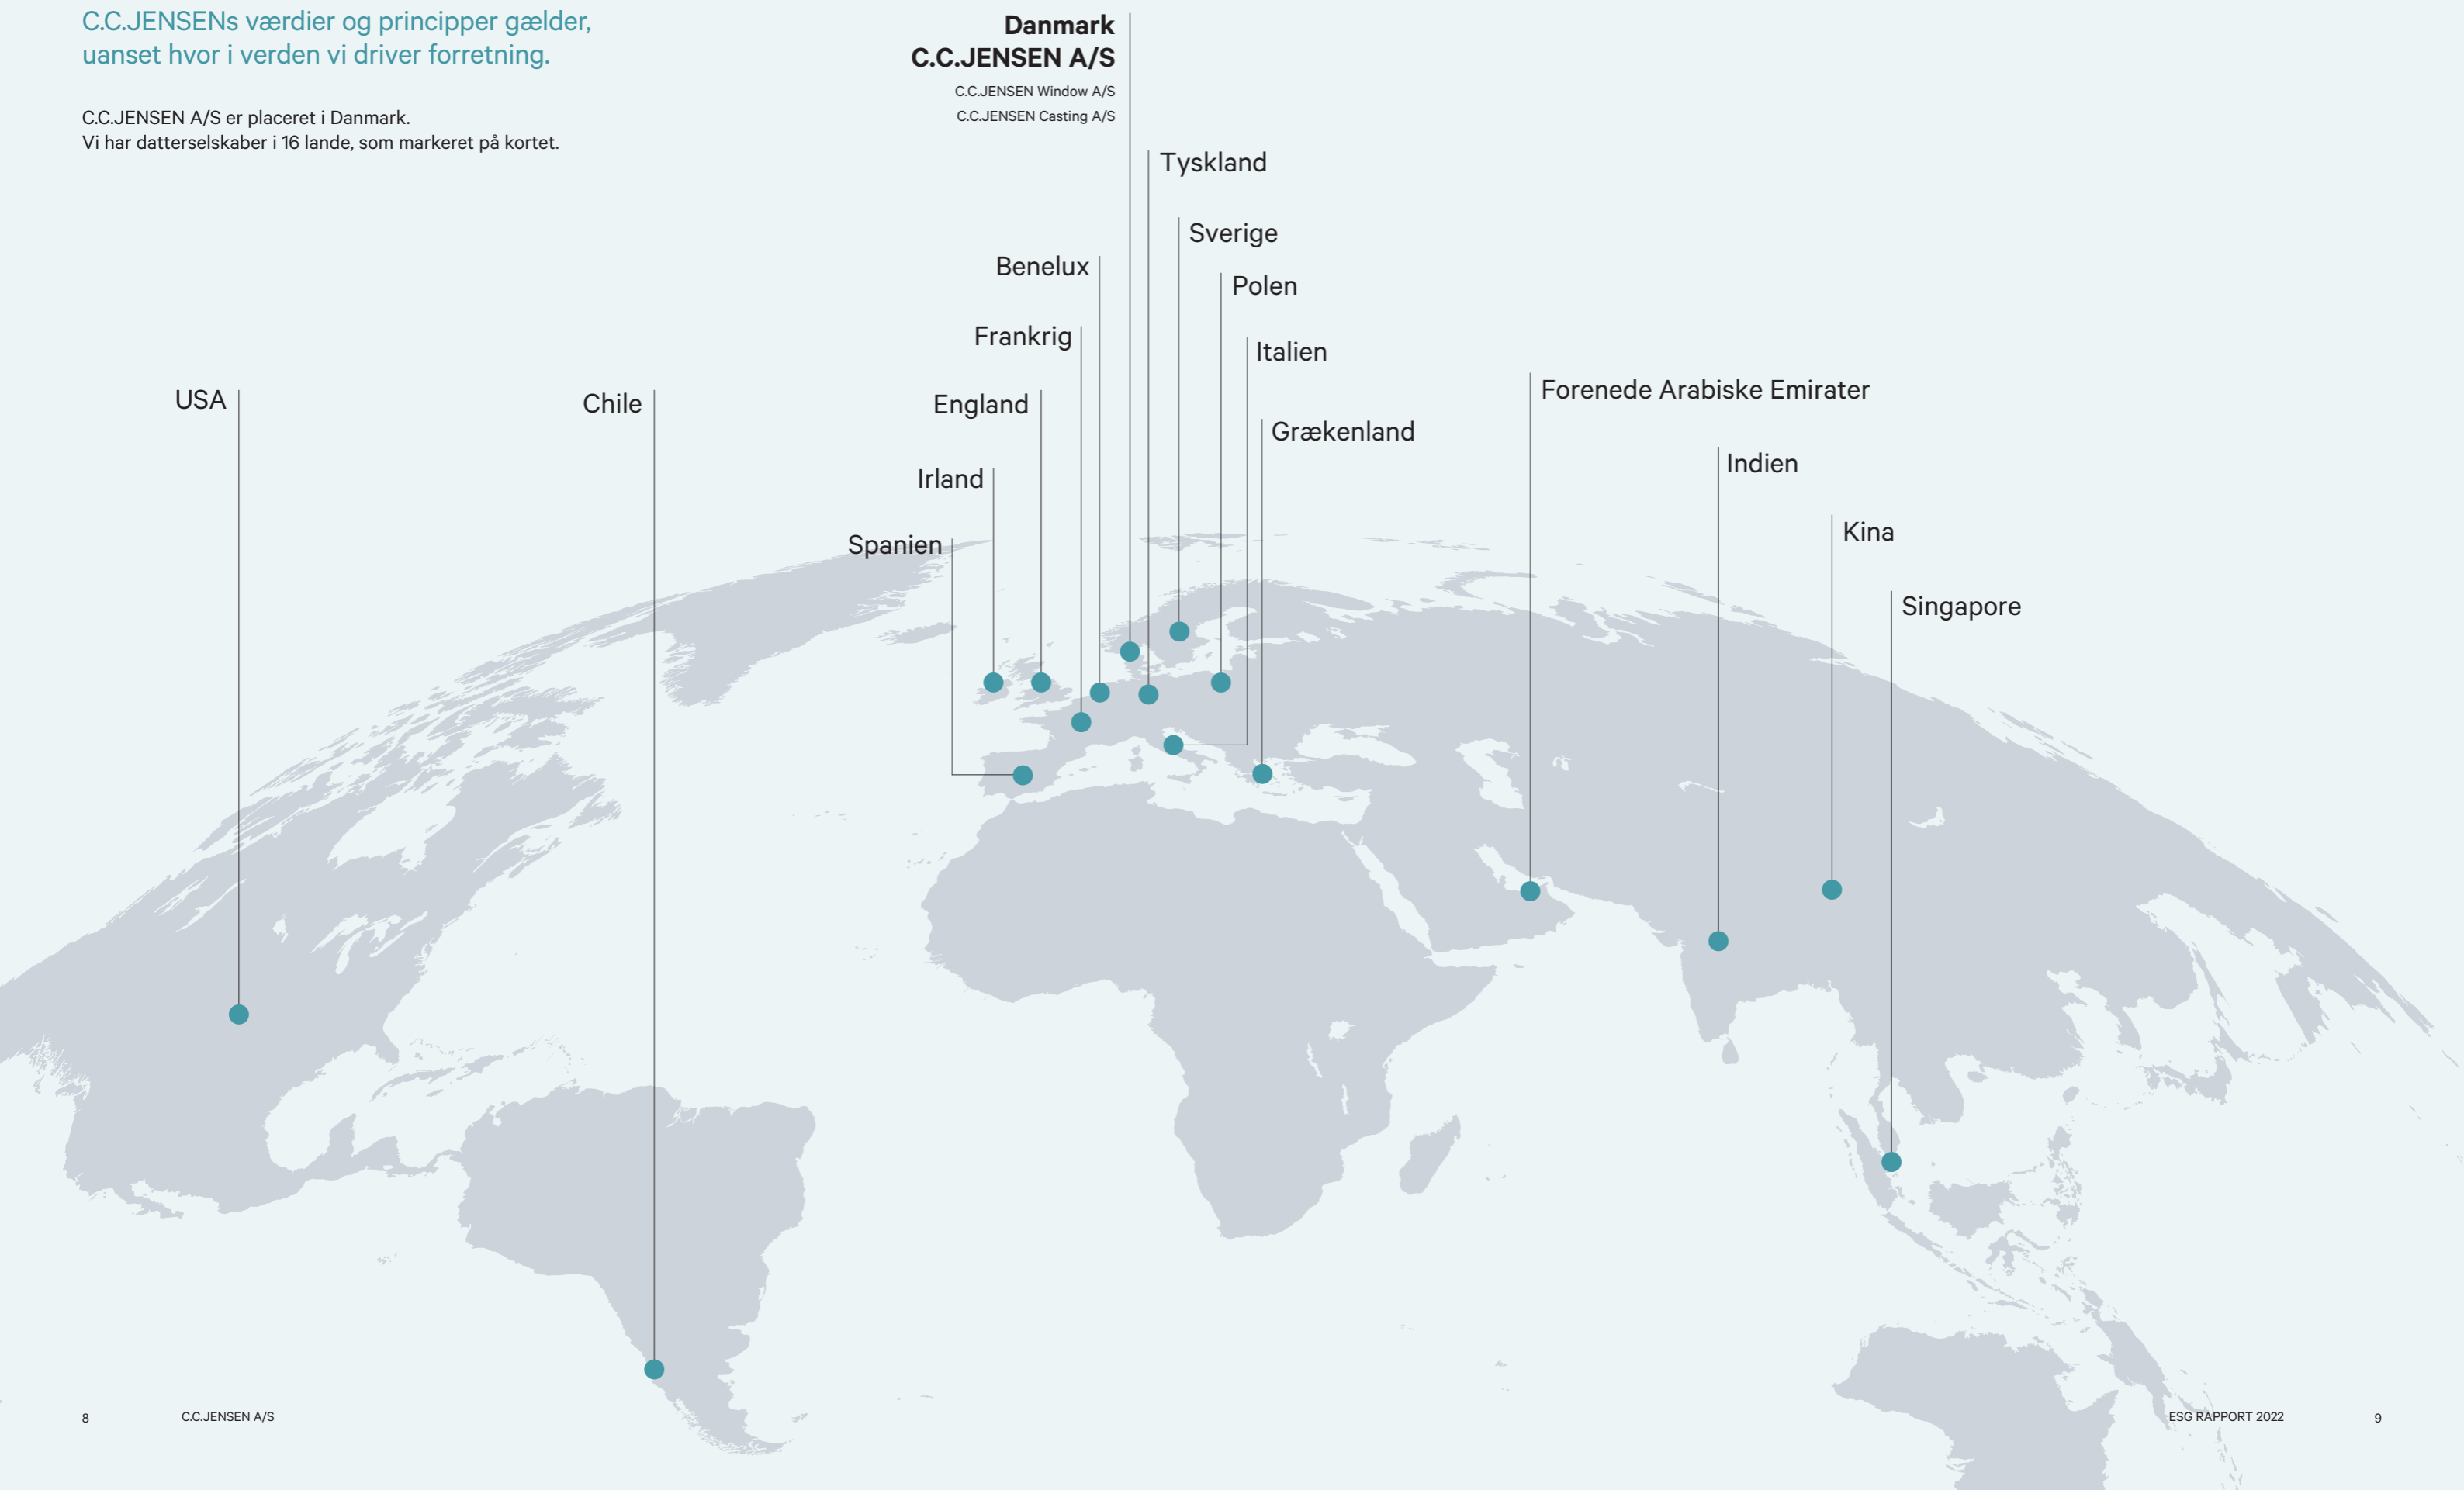 C.C.JENSENs værdier og principper gælder,
uanset hvor i verden vi driver forretning.
C.C.JENSEN A/S er placeret i Danmark.
Vi har datterselskaber i 16 lande, som markeret på kortet.
Danmark
C.C.JENSEN A/S
C.C.JENSEN Window A/S
C.C.JENSEN Casting A/S
Tyskland
Sverige
Benelux
Polen
Frankrig
Italien
USA
Chile
England
Forenede Arabiske Emirater
Grækenland
Indien
Irland
Kina
Spanien
Singapore
8
C.C.JENSEN A/S
ESG RAPPORT 2022
9